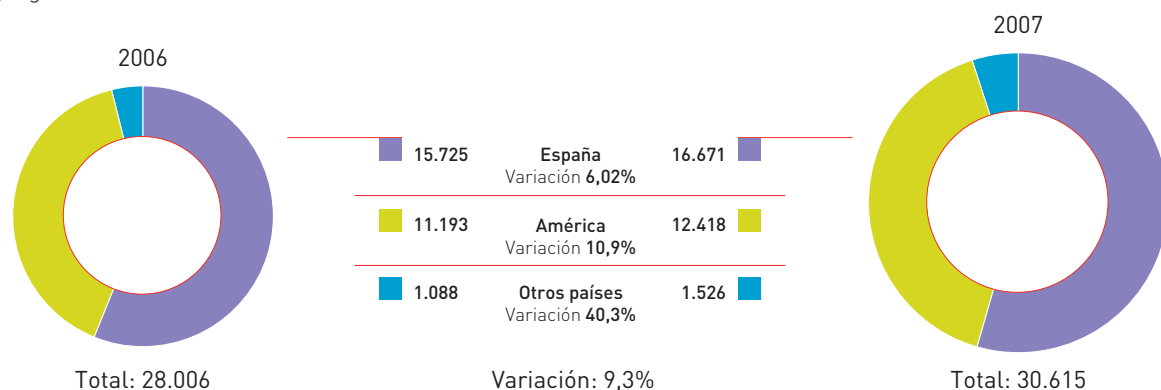 2006
2007
15.725 España 16.671
Variación 6,02%
11.193 América 12.418
Variación 10,9%
1.088 Otros países 1.526
Variación 40,3%
Total: 28.006 Variación: 9,3% Total: 30.615